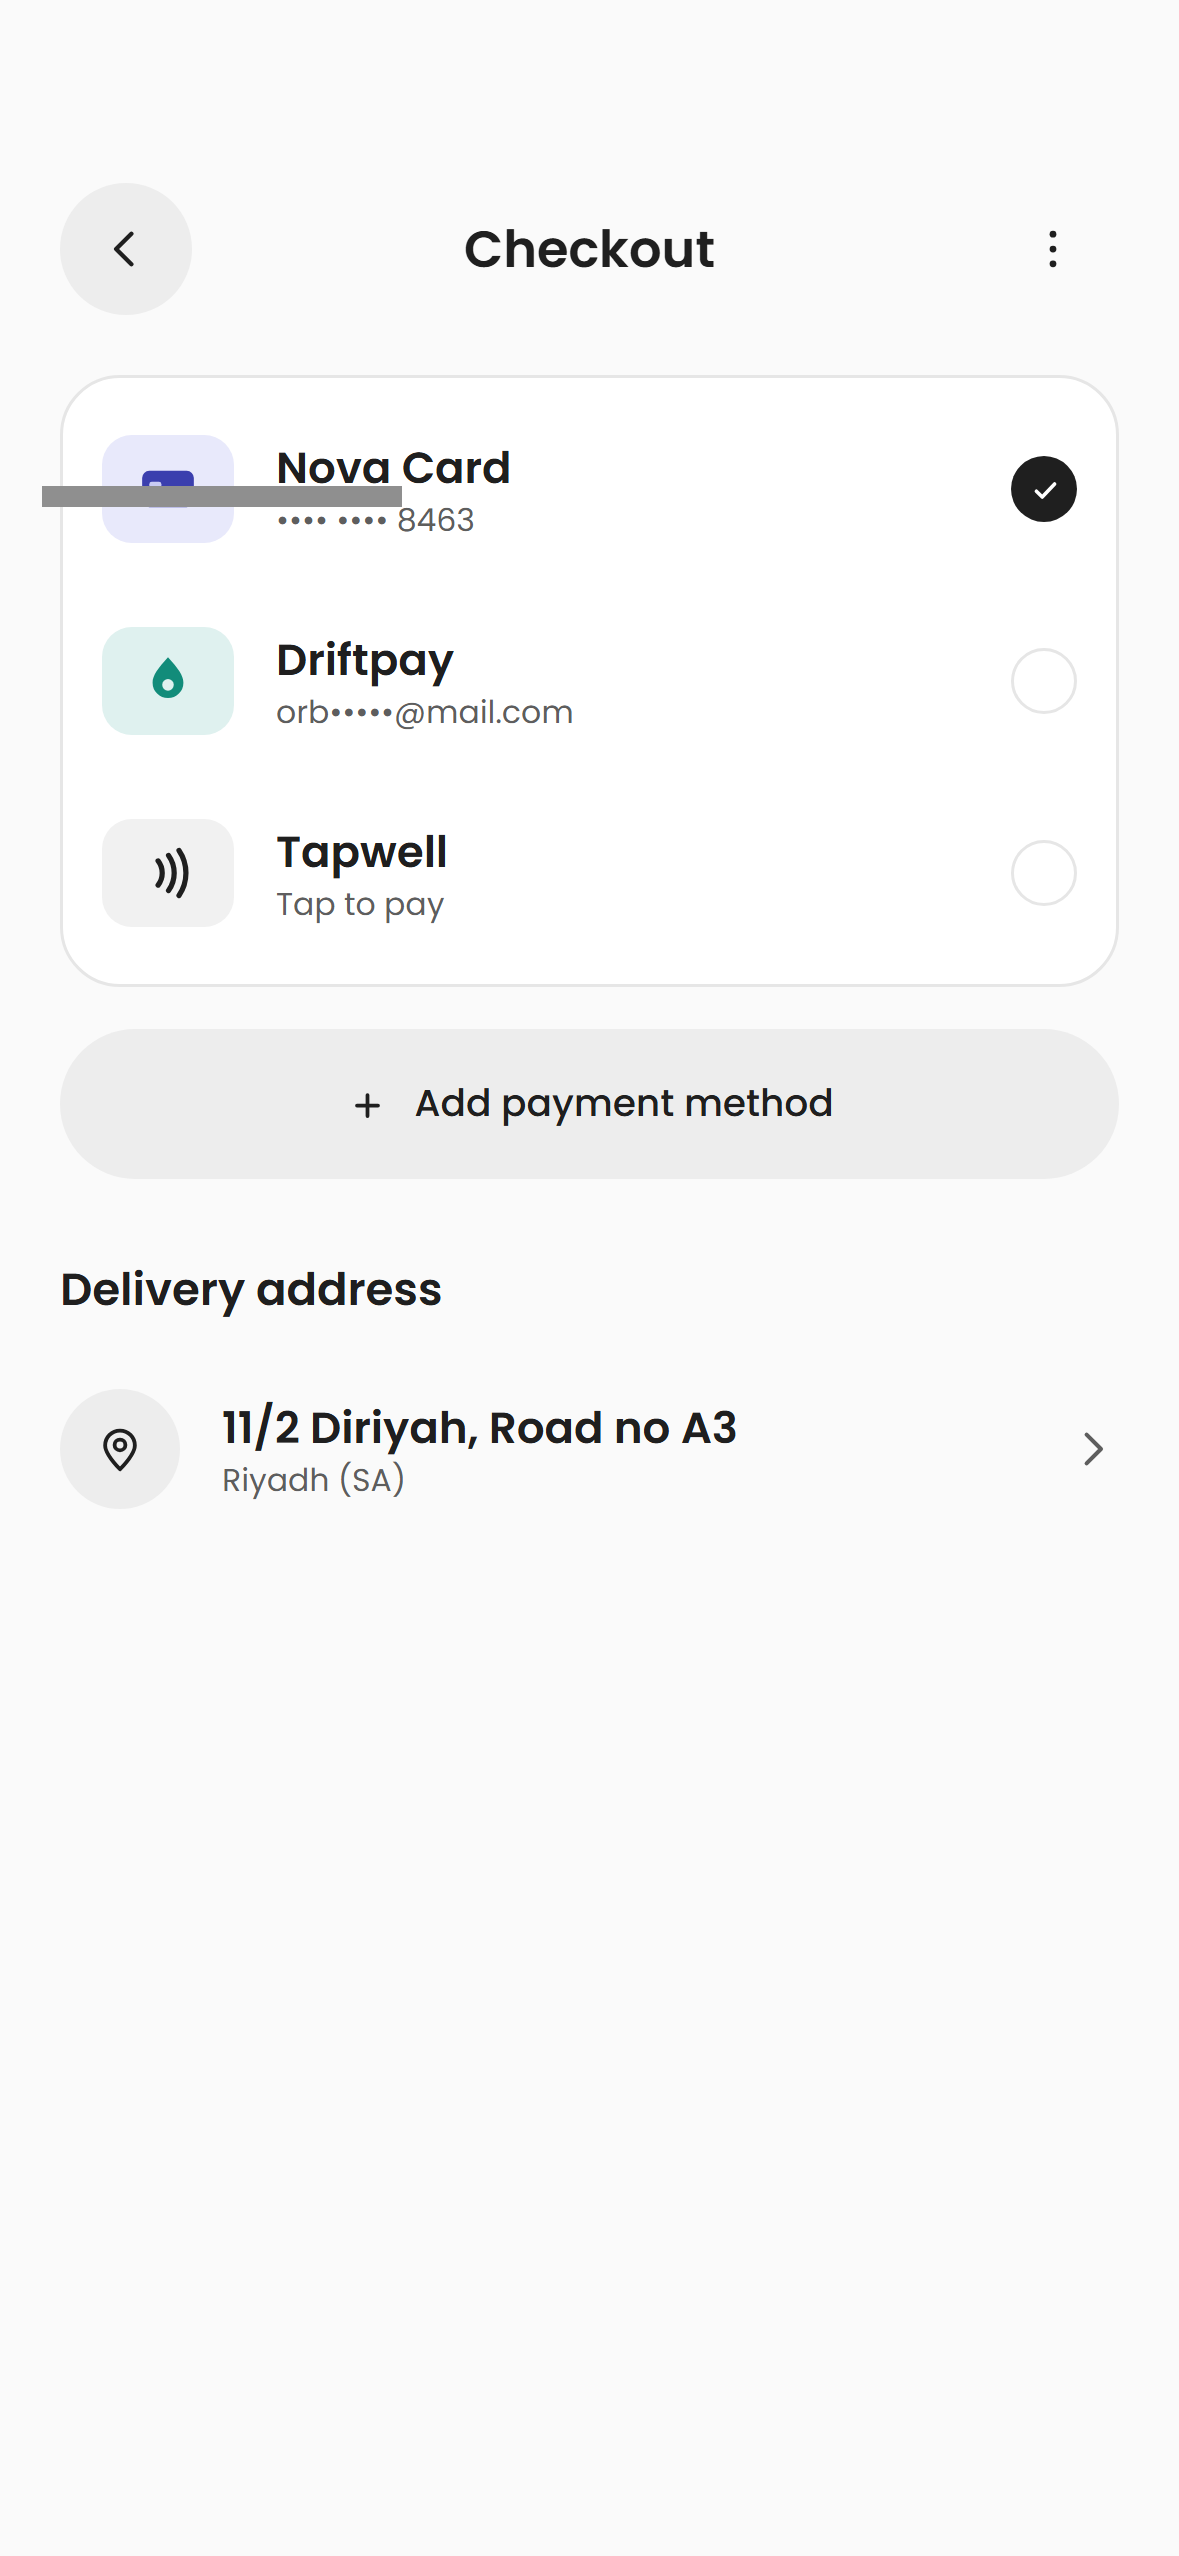 Checkout
Nova Card
•••• •••• 8463
Driftpay
orb•••••@mail.com
Tapwell
Tap to pay
Add payment method
Delivery address
11/2 Diriyah, Road no A3
Riyadh (SA)